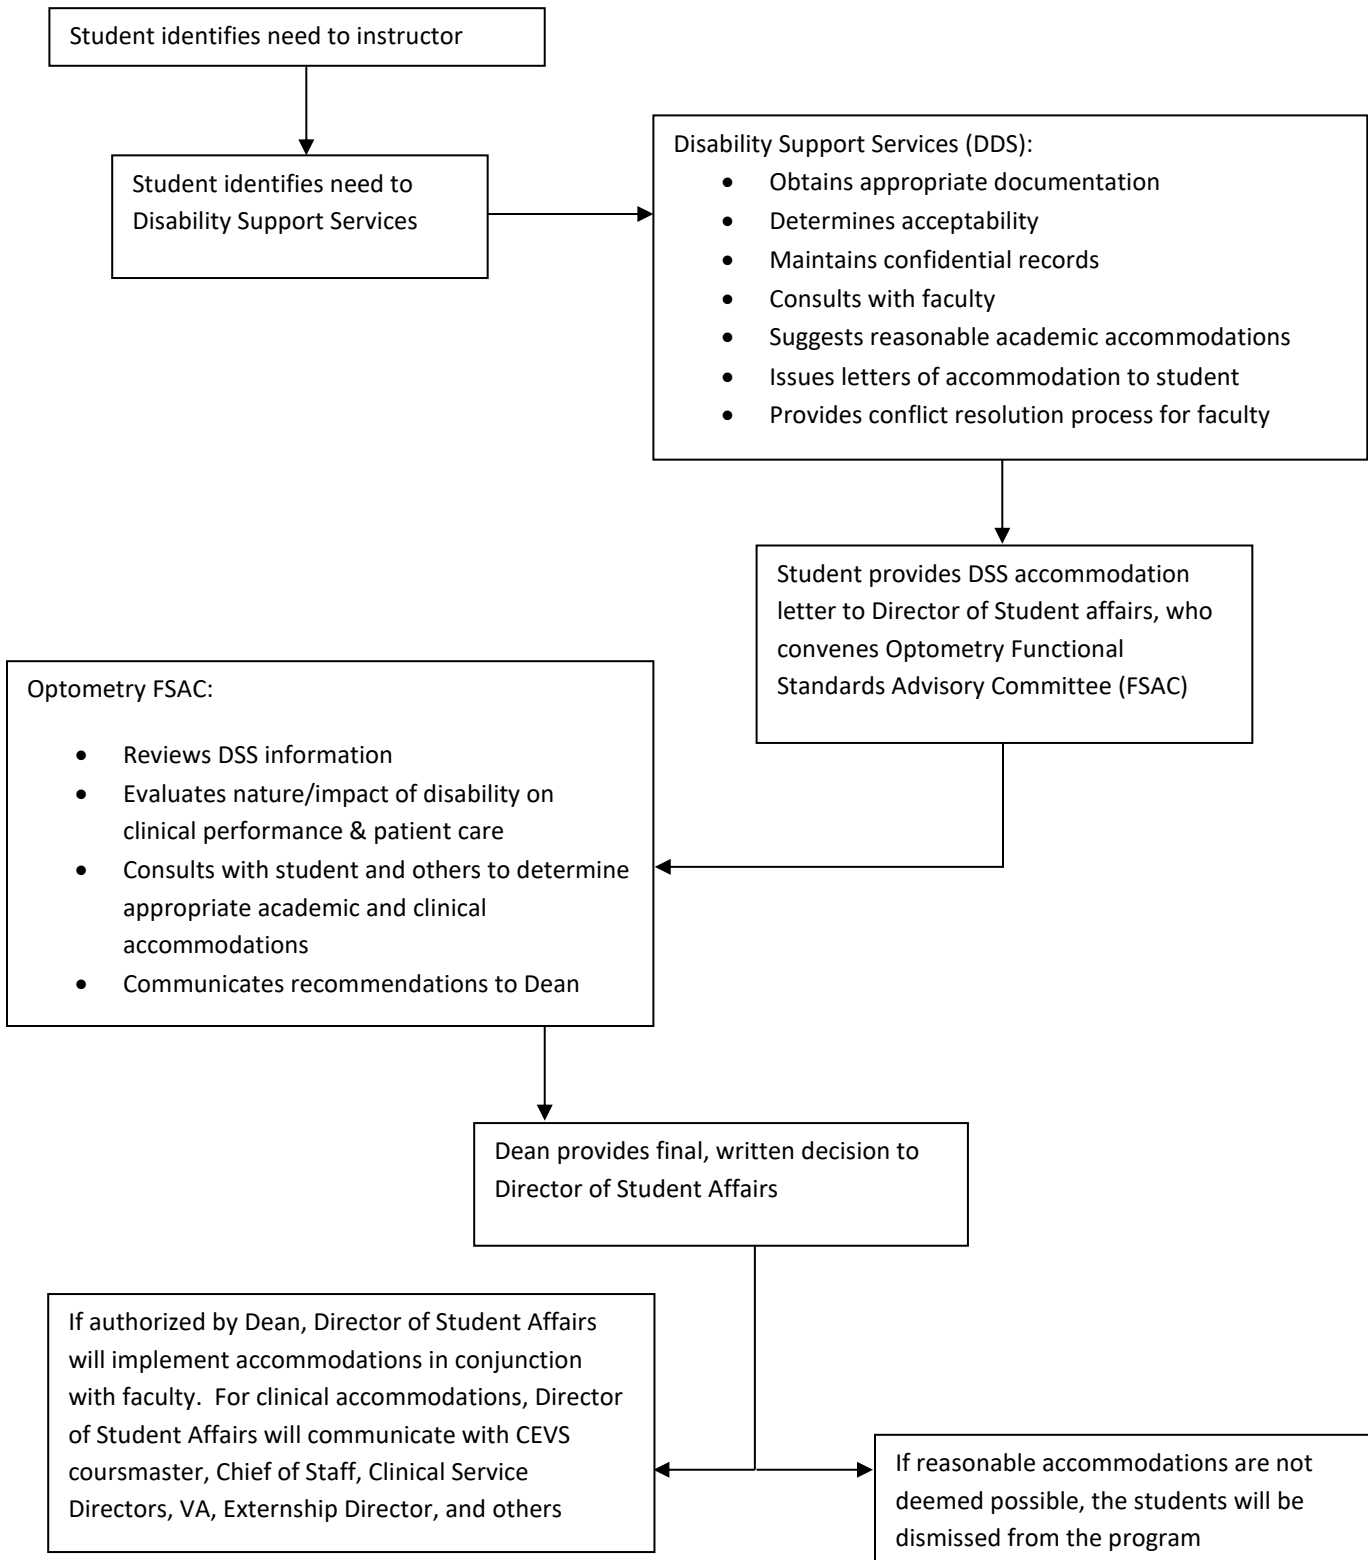 Student identifies need to instructor
Student identifies need to
Disability Support Services
Disability Support Services (DDS):
• Obtains appropriate documentation
• Determines acceptability
• Maintains confidential records
• Consults with faculty
• Suggests reasonable academic accommodations
• Issues letters of accommodation to student
• Provides conflict resolution process for faculty
Student provides DSS accommodation
letter to Director of Student affairs, who
convenes Optometry Functional
Standards Advisory Committee (FSAC)
Optometry FSAC:
• Reviews DSS information
• Evaluates nature/impact of disability on
clinical performance & patient care
• Consults with student and others to determine
appropriate academic and clinical
accommodations
• Communicates recommendations to Dean
Dean provides final, written decision to
Director of Student Affairs
If authorized by Dean, Director of Student Affairs
will implement accommodations in conjunction
with faculty.  For clinical accommodations, Director
of Student Affairs will communicate with CEVS
coursmaster, Chief of Staff, Clinical Service
Directors, VA, Externship Director, and others
If reasonable accommodations are not
deemed possible, the students will be
dismissed from the program